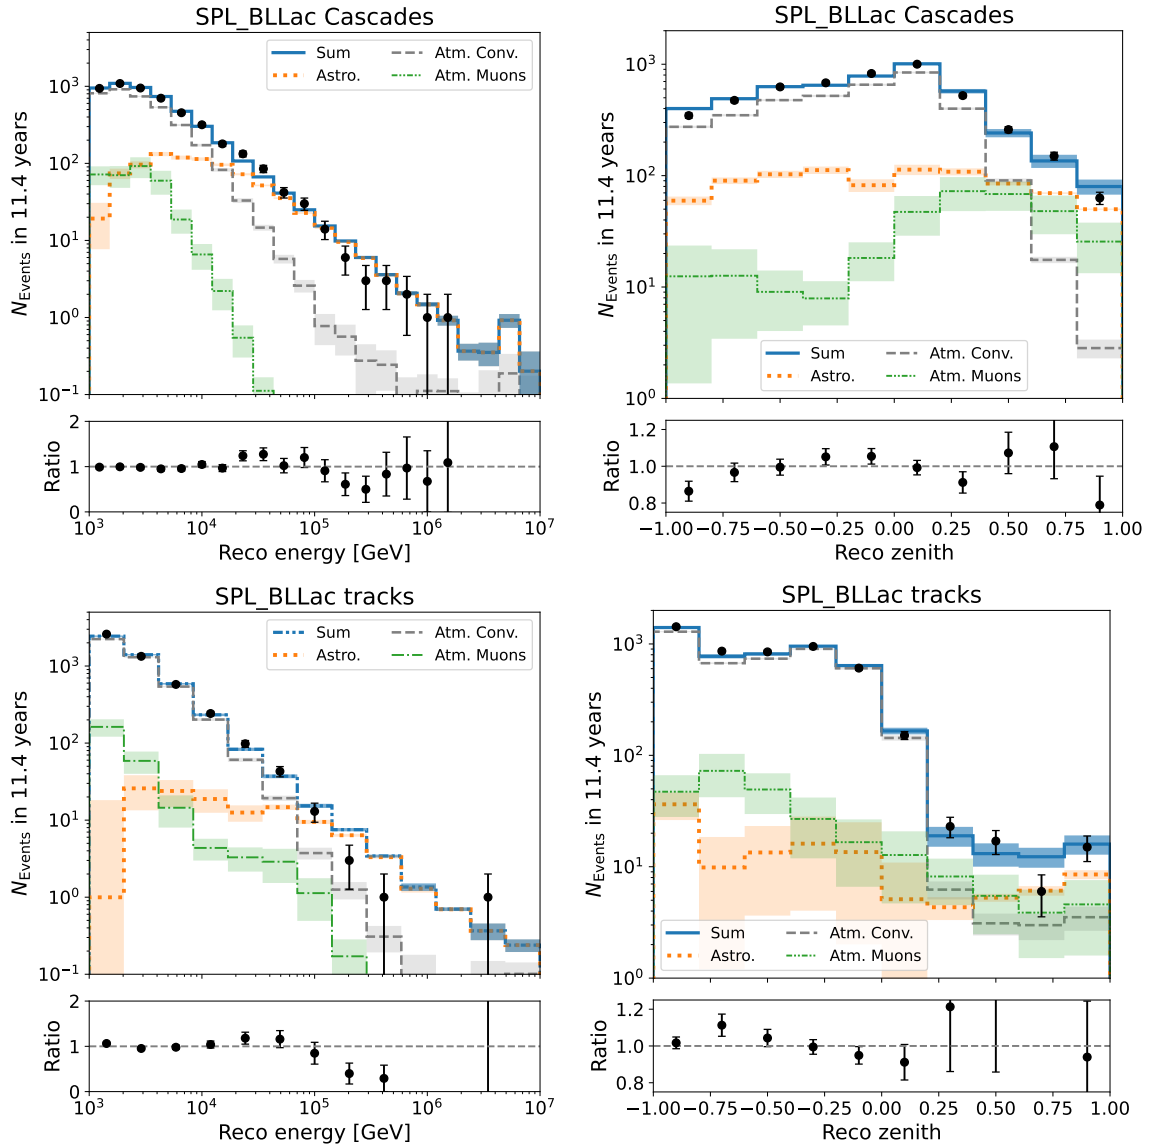 SPL_BLLac Cascades
Sum
Astro.
Atm. Conv.
Atm. Muons
N_Events in 11.4 years
10^3
10^2
10^1
10^0
10^−1
Ratio
2
1
0
10^3 10^4 10^5 10^6 10^7
Reco energy [GeV]
SPL_BLLac Cascades
N_Events in 11.4 years
10^3
10^2
10^1
10^0
Sum
Astro.
Atm. Conv.
Atm. Muons
Ratio
1.2
1.0
0.8
−1.00 −0.75 −0.50 −0.25 0.00 0.25 0.50 0.75 1.00
Reco zenith
SPL_BLLac tracks
Sum
Astro.
Atm. Conv.
Atm. Muons
N_Events in 11.4 years
10^3
10^2
10^1
10^0
10^−1
Ratio
2
1
0
10^3 10^4 10^5 10^6 10^7
Reco energy [GeV]
SPL_BLLac tracks
N_Events in 11.4 years
10^3
10^2
10^1
10^0
Sum
Astro.
Atm. Conv.
Atm. Muons
Ratio
1.2
1.0
0.8
−1.00 −0.75 −0.50 −0.25 0.00 0.25 0.50 0.75 1.00
Reco zenith